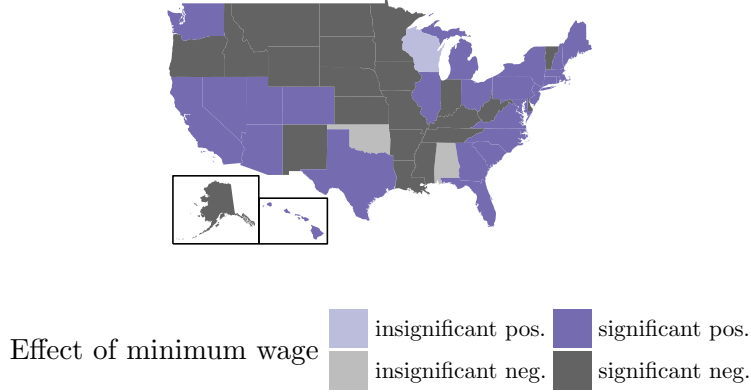 Effect of minimum wage
insignificant pos.
significant pos.
insignificant neg.
significant neg.